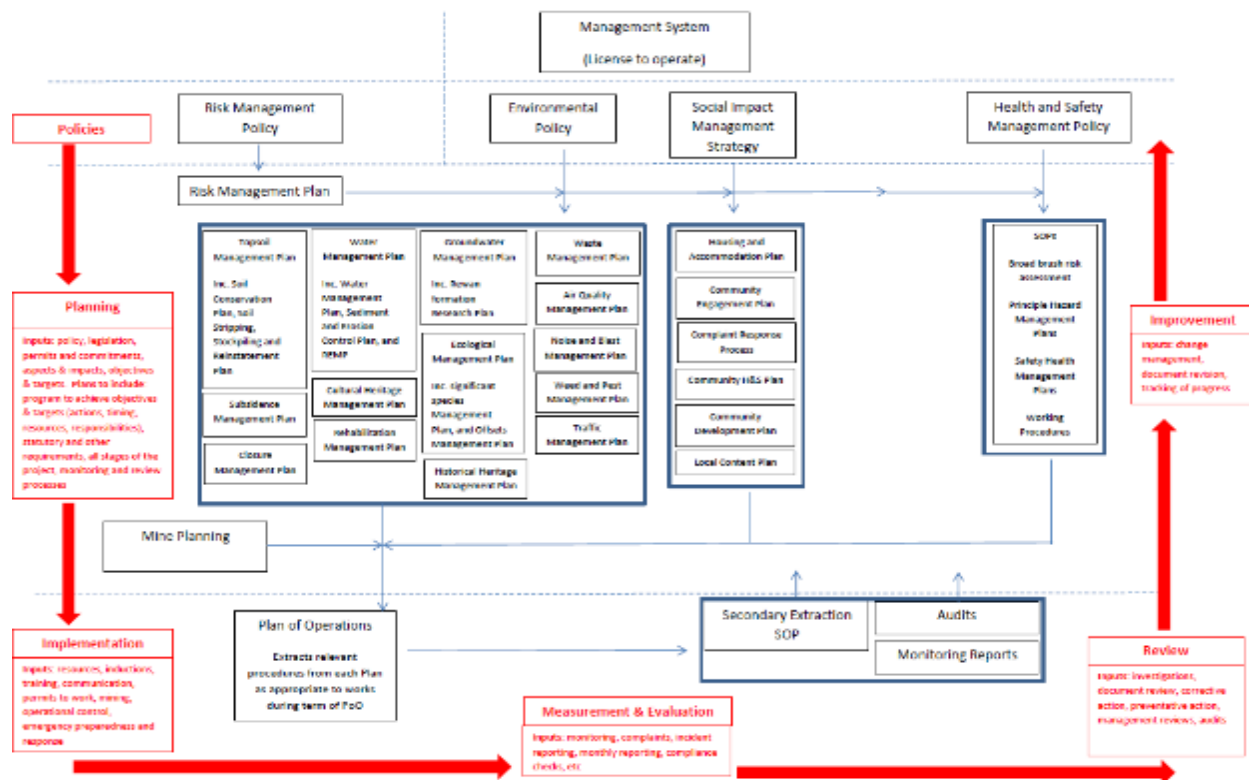 Management System
(License to operate)
Risk Management
Policy
Environmental
Policy
Social Impact
Management
Strategy
Health and Safety
Management Policy
Policies
Risk Management Plan
Topsoil
Management Plan
Inc. Soil
Conservation
Plan, Soil
Stripping,
Stockpiling and
Reinstatement
Plan
Subsidence
Management Plan
Closure
Management Plan
Water
Management Plan
Inc. Water
Management
Plan, Sediment
and Erosion
Control Plan, and
REMP
Cultural Heritage
Management Plan
Rehabilitation
Management Plan
Groundwater
Management Plan
Inc. Rewan
Formation
Research Plan
Ecological
Management Plan
Inc. significant
species
Management
Plan, and Offsets
Management Plan
Historical Heritage
Management Plan
Waste
Management Plan
Air Quality
Management Plan
Noise and Blast
Management Plan
Weed and Pest
Management Plan
Traffic
Management Plan
Housing and
Accommodation Plan
Community
Engagement Plan
Complaint Response
Process
Community H&S Plan
Community
Development Plan
Local Content Plan
SOPs
Broad brush risk
assessment
Principle Hazard
Management
Plans
Safety Health
Management
Plans
Working
Procedures
Planning
Inputs: policy, legislation,
permits and commitments,
aspects & impacts, objectives
& targets. Plans to include:
program to achieve objectives
& targets (actions, timing,
resources, responsibilities),
statutory and other
requirements, all stages of the
project, monitoring and review
processes
Improvement
Inputs: change
management,
document revision,
tracking of progress
Mine Planning
Plan of Operations
Extracts relevant
procedures from each Plan
as appropriate to works
during term of PoO
Secondary Extraction
SOP
Audits
Monitoring Reports
Implementation
Inputs: resources, inductions,
training, communication,
permits to work, mining,
operational control,
emergency preparedness and
response
Measurement & Evaluation
Inputs: monitoring, complaints, incident
reporting, monthly reporting, compliance
checks, etc
Review
Inputs: investigations,
document review, corrective
action, preventative action,
management reviews, audits